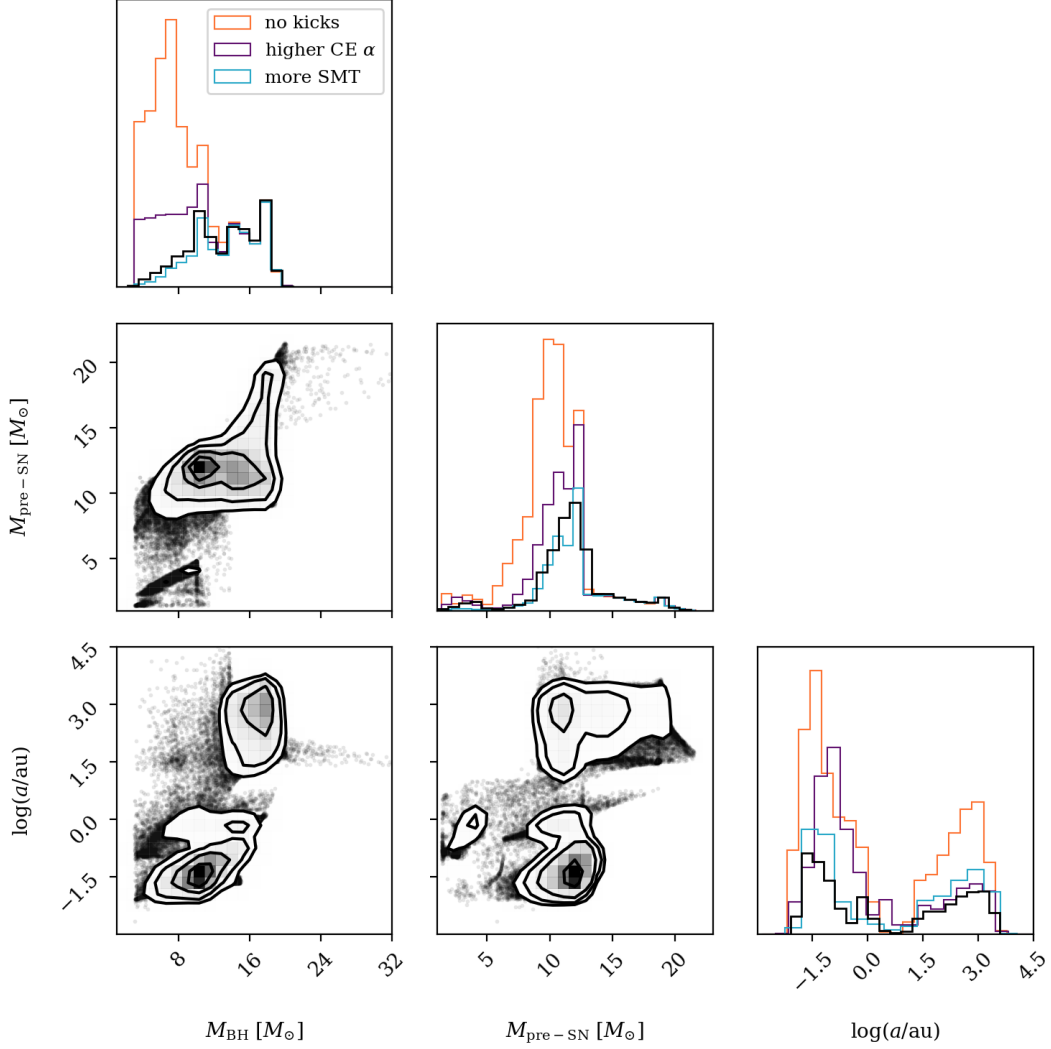 no kicks
higher CE α
more SMT
20
15
10
5
M_pre−SN [M_⊙]
4.5
3.0
1.5
0.0
−1.5
log(a/au)
8
16
24
32
5
10
15
20
−1.5
0.0
1.5
3.0
4.5
M_BH [M_⊙]
M_pre−SN [M_⊙]
log(a/au)